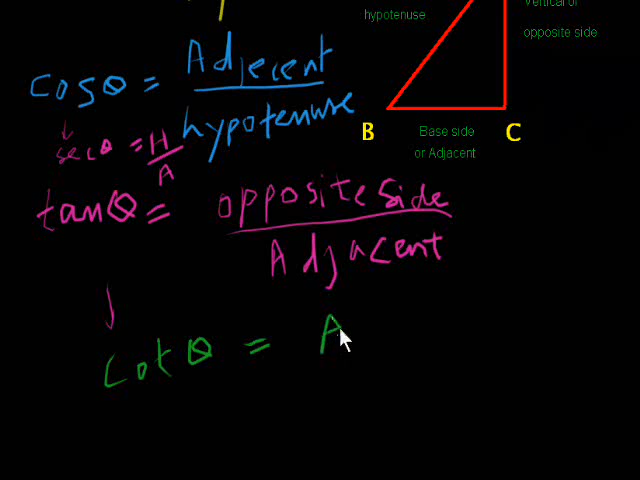 hypotenuse
Vertical or
opposite side
cosθ = Adjecent / hypotenuse
B
C
Base side
or Adjacent
secθ = H / A
tanθ = opposite side / Adjacent
cotθ = A